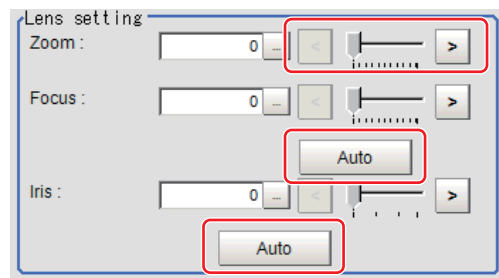 Lens setting
Zoom : 0 ... < >
Focus : 0 ... < >
Auto
Iris : 0 ... < >
Auto